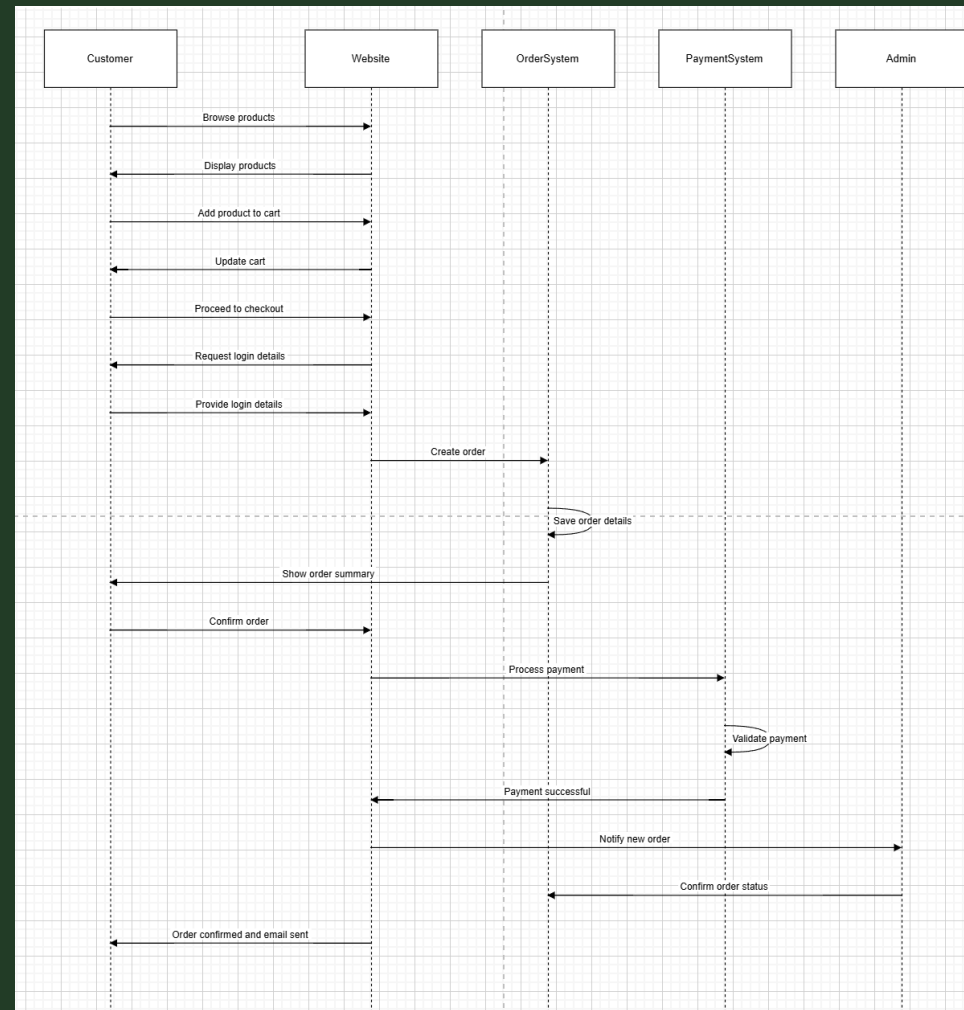 Customer
Website
OrderSystem
PaymentSystem
Admin
Browse products
Display products
Add product to cart
Update cart
Proceed to checkout
Request login details
Provide login details
Create order
Save order details
Show order summary
Confirm order
Process payment
Validate payment
Payment successful
Notify new order
Confirm order status
Order confirmed and email sent